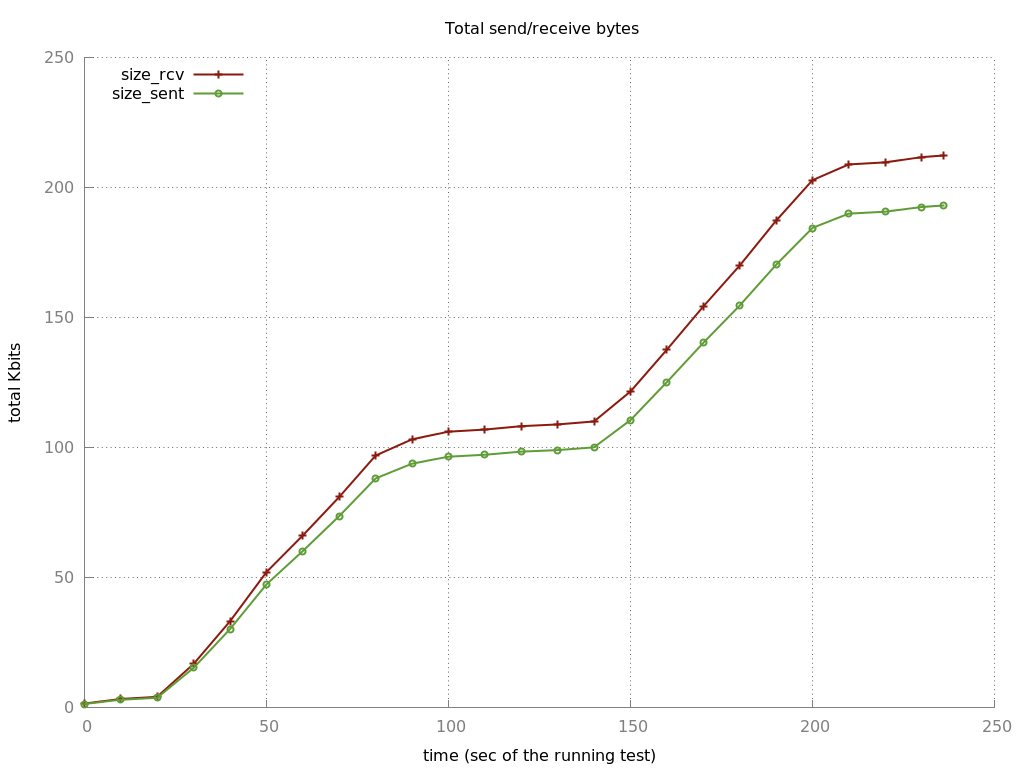 Total send/receive bytes
250
size_rcv
size_sent
200
150
total Kbits
100
50
0
0 50 100 150 200 250
time (sec of the running test)